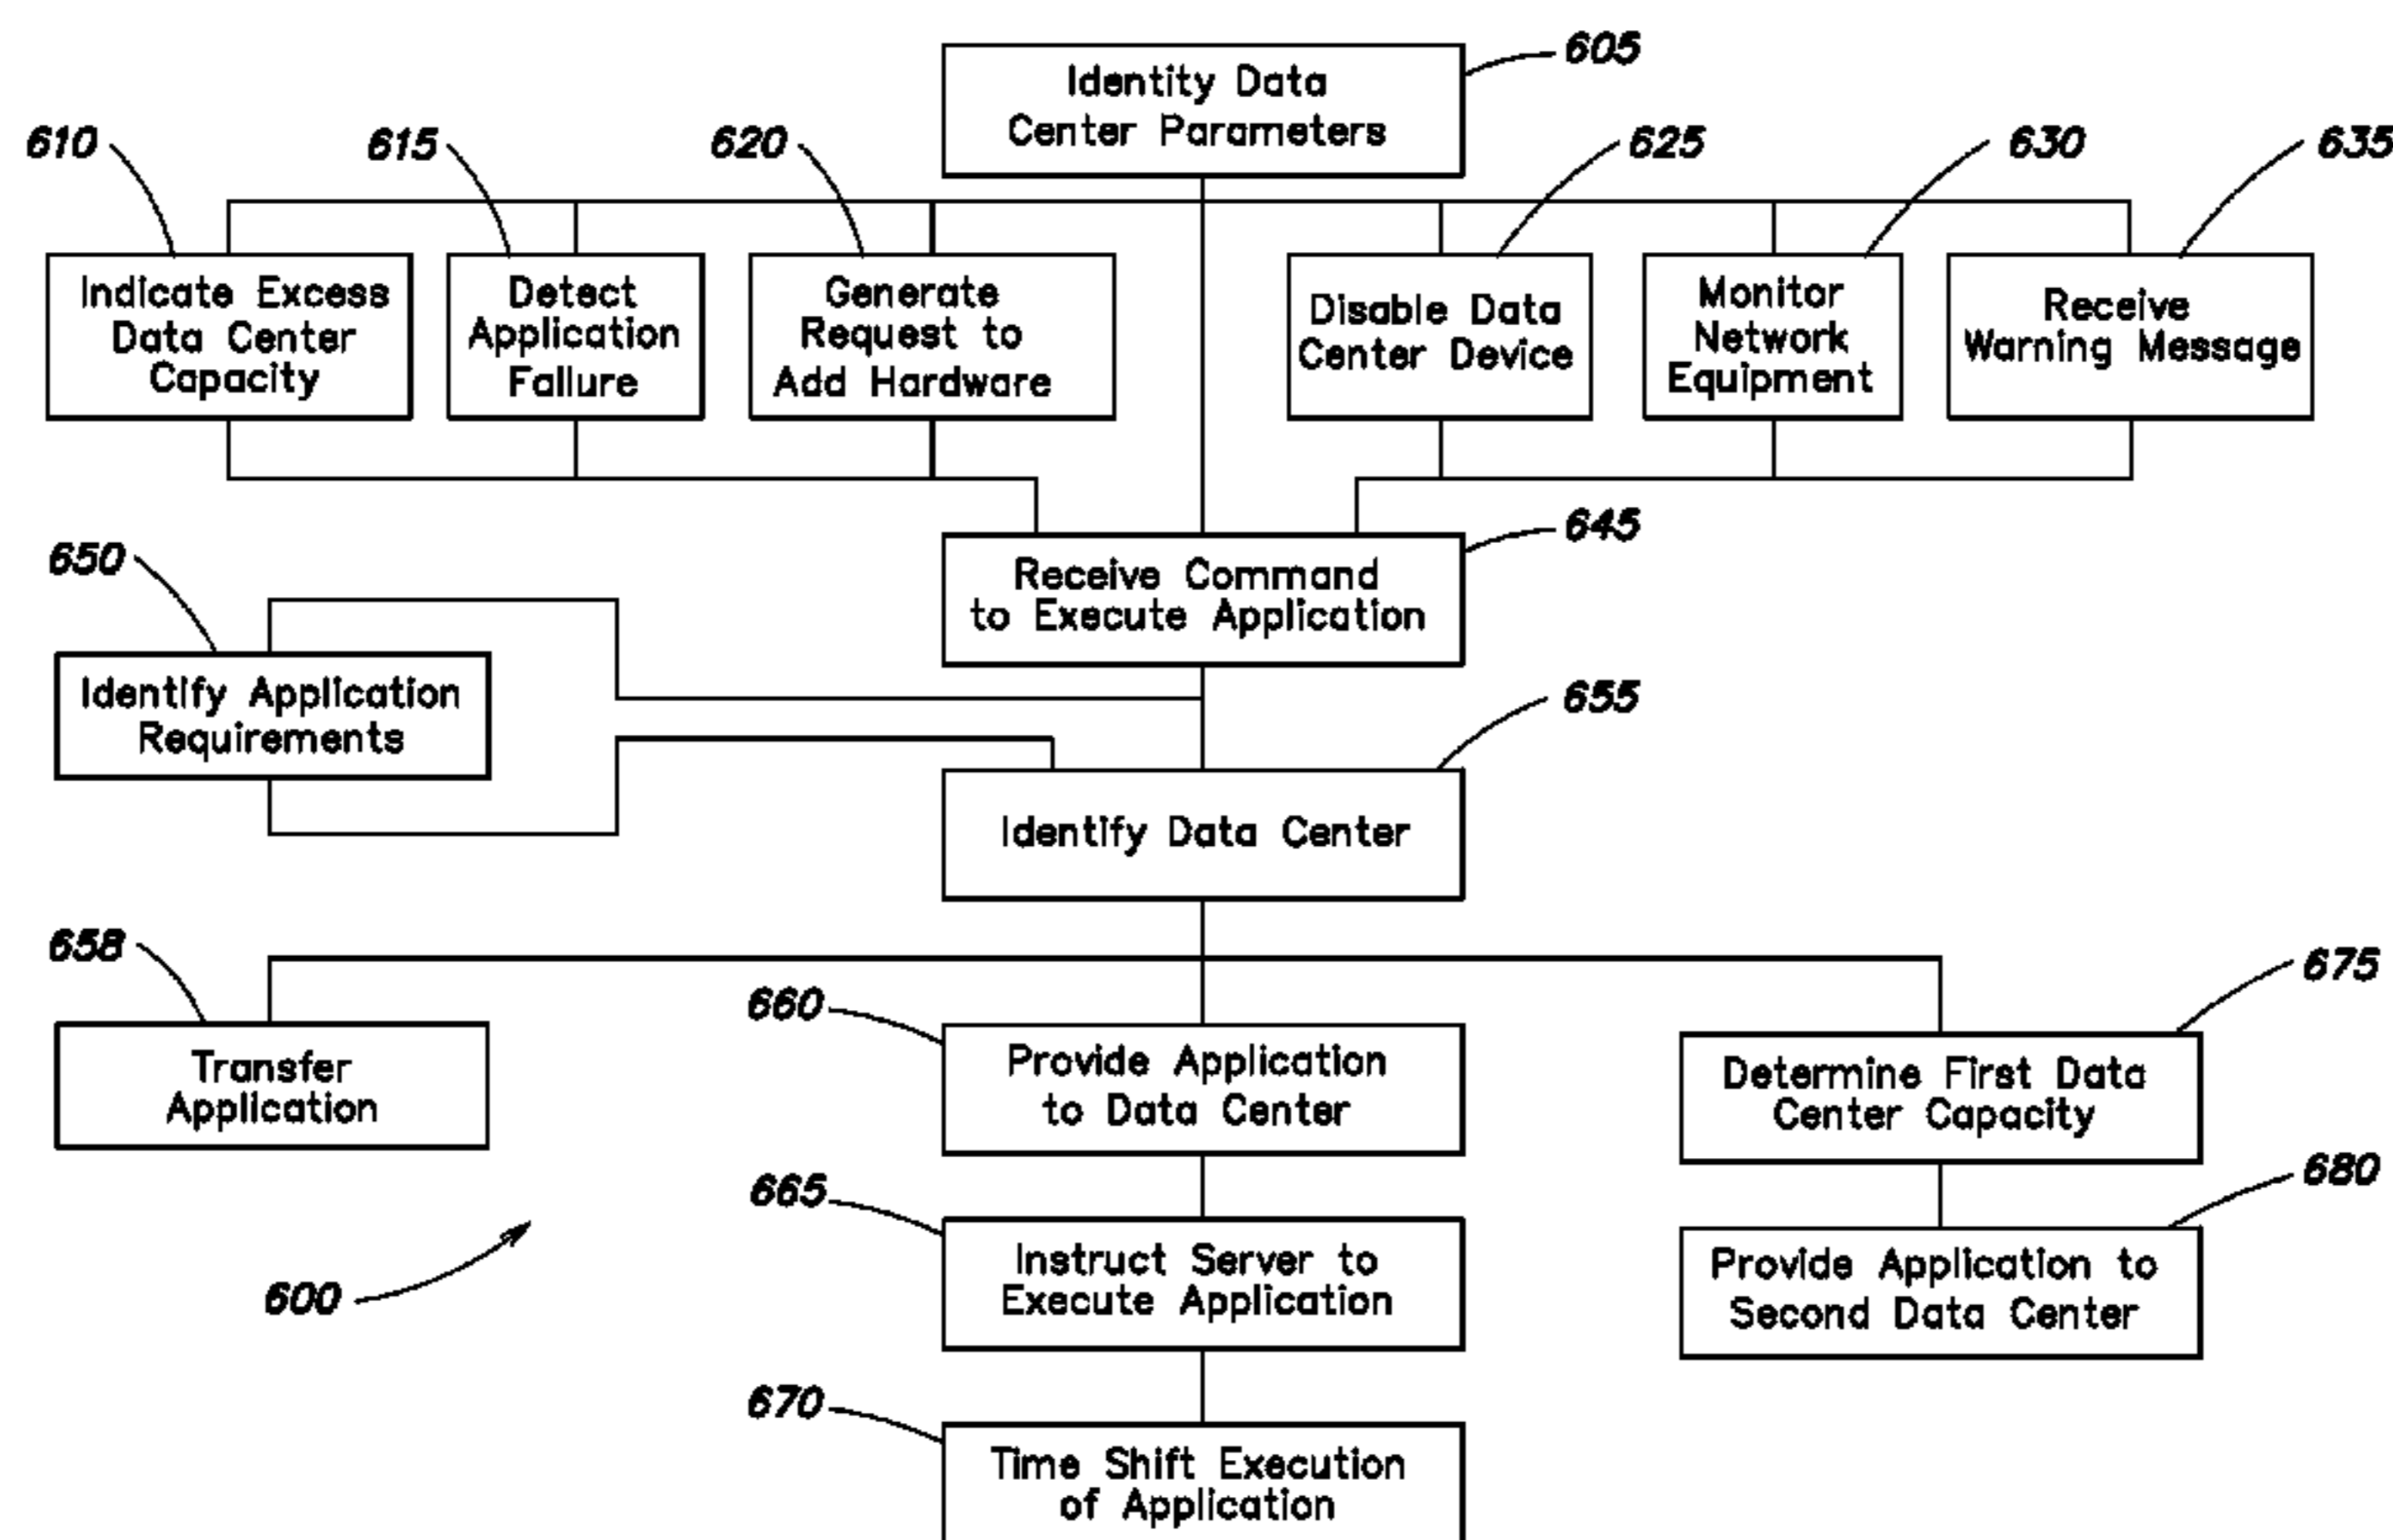 605
Identity Data
Center Parameters
610
615
620
625
630
635
Indicate Excess
Data Center
Capacity
Detect
Application
Failure
Generate
Request to
Add Hardware
Disable Data
Center Device
Monitor
Network
Equipment
Receive
Warning Message
645
Receive Command
to Execute Application
650
Identify Application
Requirements
655
Identify Data Center
658
Transfer
Application
660
Provide Application
to Data Center
675
Determine First Data
Center Capacity
665
Instruct Server to
Execute Application
680
Provide Application to
Second Data Center
600
670
Time Shift Execution
of Application